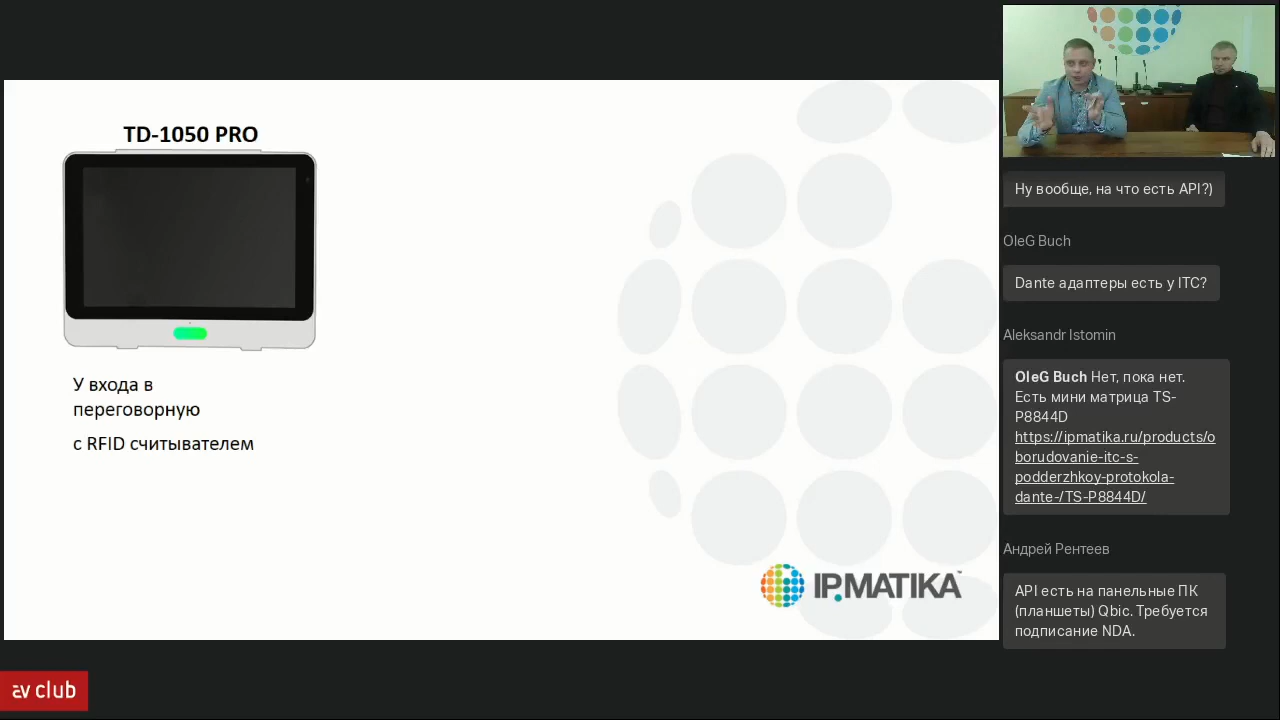 TD-1050 PRO
У входа в
переговорную
с RFID считывателем
IPMATIKA™
av club
Ну вообще, на что есть API?)
OleG Buch
Dante адаптеры есть у ITC?
Aleksandr Istomin
OleG Buch Нет, пока нет.
Есть мини матрица TS-
P8844D
https://ipmatika.ru/products/o
borudovanie-itc-s-
podderzhkoy-protokola-
dante-/TS-P8844D/
Андрей Рентеев
API есть на панельные ПК
(планшеты) Qbic. Требуется
подписание NDA.